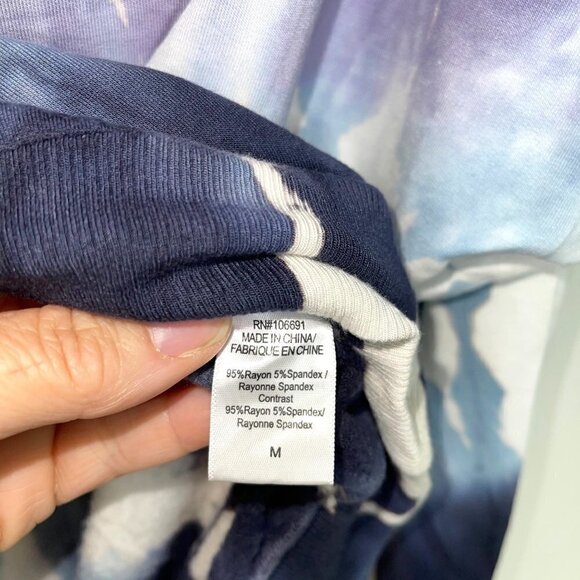 RN#106691
MADE IN CHINA/
FABRIQUE EN CHINE
95%Rayon 5%Spandex/
Rayonne Spandex
Contrast
95%Rayon 5%Spandex/
Rayonne Spandex
M